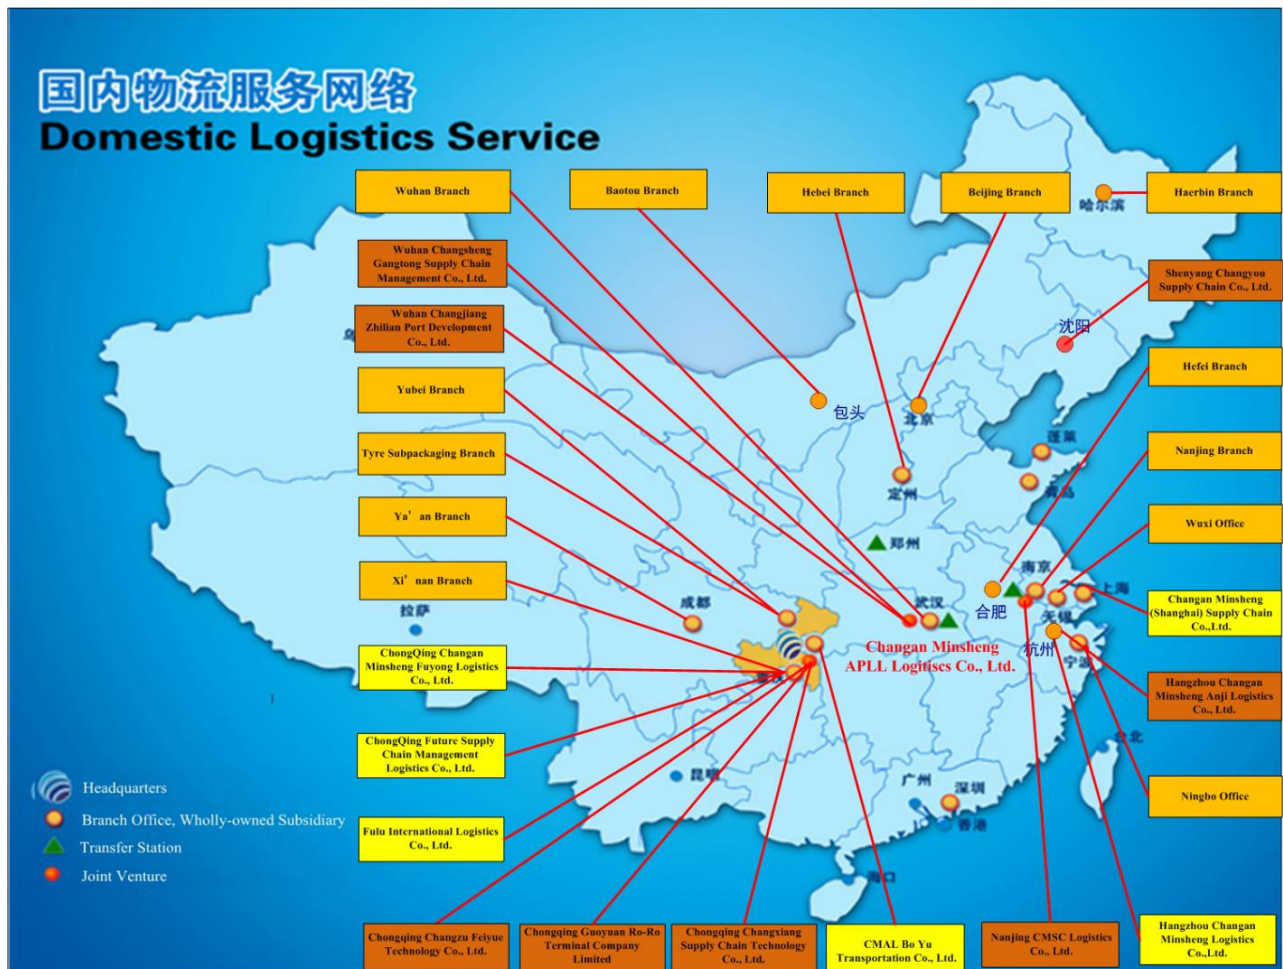 国内物流服务网络
Domestic Logistics Service
Wuhan Branch
Baotou Branch
Hebei Branch
Beijing Branch
Haerbin Branch
哈尔滨
Wuhan Changsheng
Gangtong Supply Chain
Management Co., Ltd.
Shenyang Changyou
Supply Chain Co., Ltd.
Wuhan Changjiang
Zhilian Port Development
Co., Ltd.
沈阳
Hefei Branch
Yubei Branch
包头
北京
蓬莱
Tyre Subpackaging Branch
Nanjing Branch
定州
青岛
Ya’an Branch
Wuxi Office
郑州
Xi’nan Branch
南京
成都
武汉
合肥
上海
无锡
拉萨
Changan Minsheng
(Shanghai) Supply Chain
Co.,Ltd.
Changan Minsheng
APLL Logitiscs Co., Ltd.
杭州
宁波
ChongQing Changan
Minsheng Fuyong Logistics
Co., Ltd.
Hangzhou Changan
Minsheng Anji Logistics
Co., Ltd.
ChongQing Future Supply
Chain Management
Logistics Co., Ltd.
台北
昆明
广州
深圳
香港
Ningbo Office
Headquarters
Branch Office, Wholly-owned Subsidiary
Transfer Station
Joint Venture
Fulu International Logistics
Co., Ltd.
海口
Chongqing Changzu Feiyue
Technology Co., Ltd.
Chongqing Guoyuan Ro-Ro
Terminal Company
Limited
Chongqing Changxiang
Supply Chain Technology
Co., Ltd.
CMAL Bo Yu
Transportation Co., Ltd.
Nanjing CMSC Logistics
Co., Ltd.
Hangzhou Changan
Minsheng Logistics
Co.,Ltd.